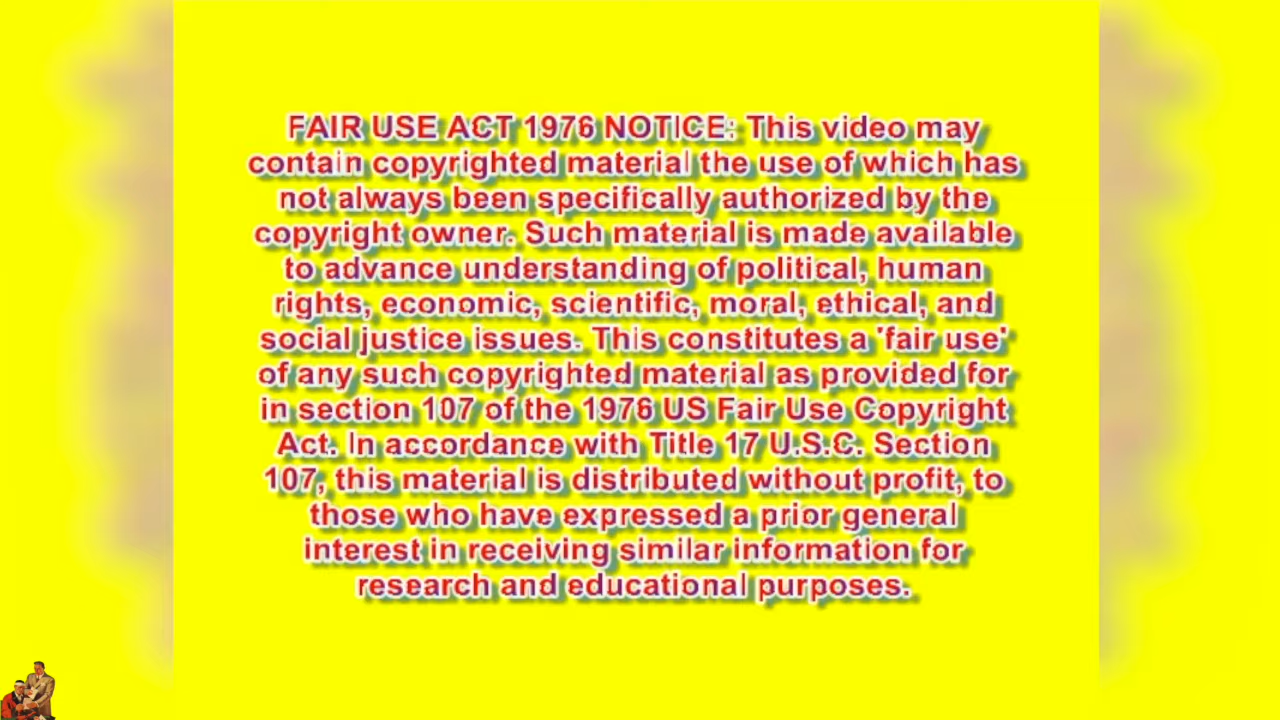 FAIR USE ACT 1976 NOTICE: This video may
contain copyrighted material the use of which has
not always been specifically authorized by the
copyright owner. Such material is made available
to advance understanding of political, human
rights, economic, scientific, moral, ethical, and
social justice issues. This constitutes a 'fair use'
of any such copyrighted material as provided for
in section 107 of the 1976 US Fair Use Copyright
Act. In accordance with Title 17 U.S.C. Section
107, this material is distributed without profit, to
those who have expressed a prior general
interest in receiving similar information for
research and educational purposes.